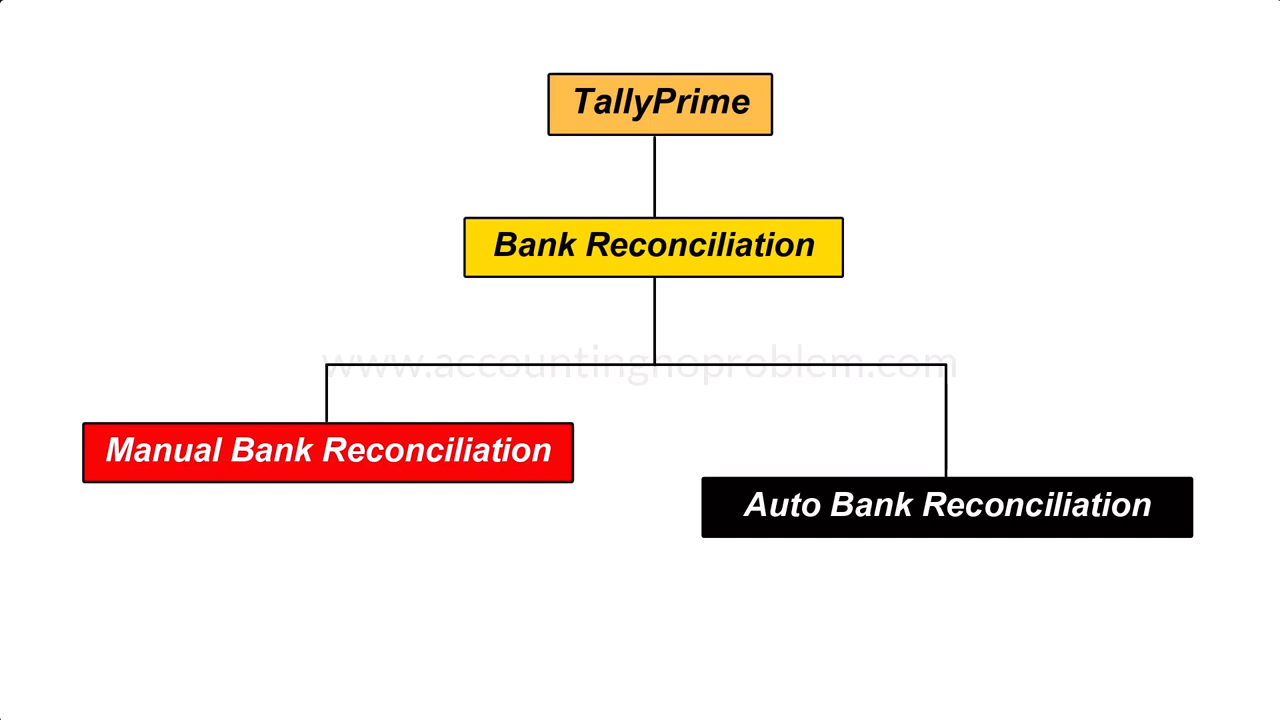 TallyPrime
Bank Reconciliation
www.accountingnoproblem.com
Manual Bank Reconciliation
Auto Bank Reconciliation